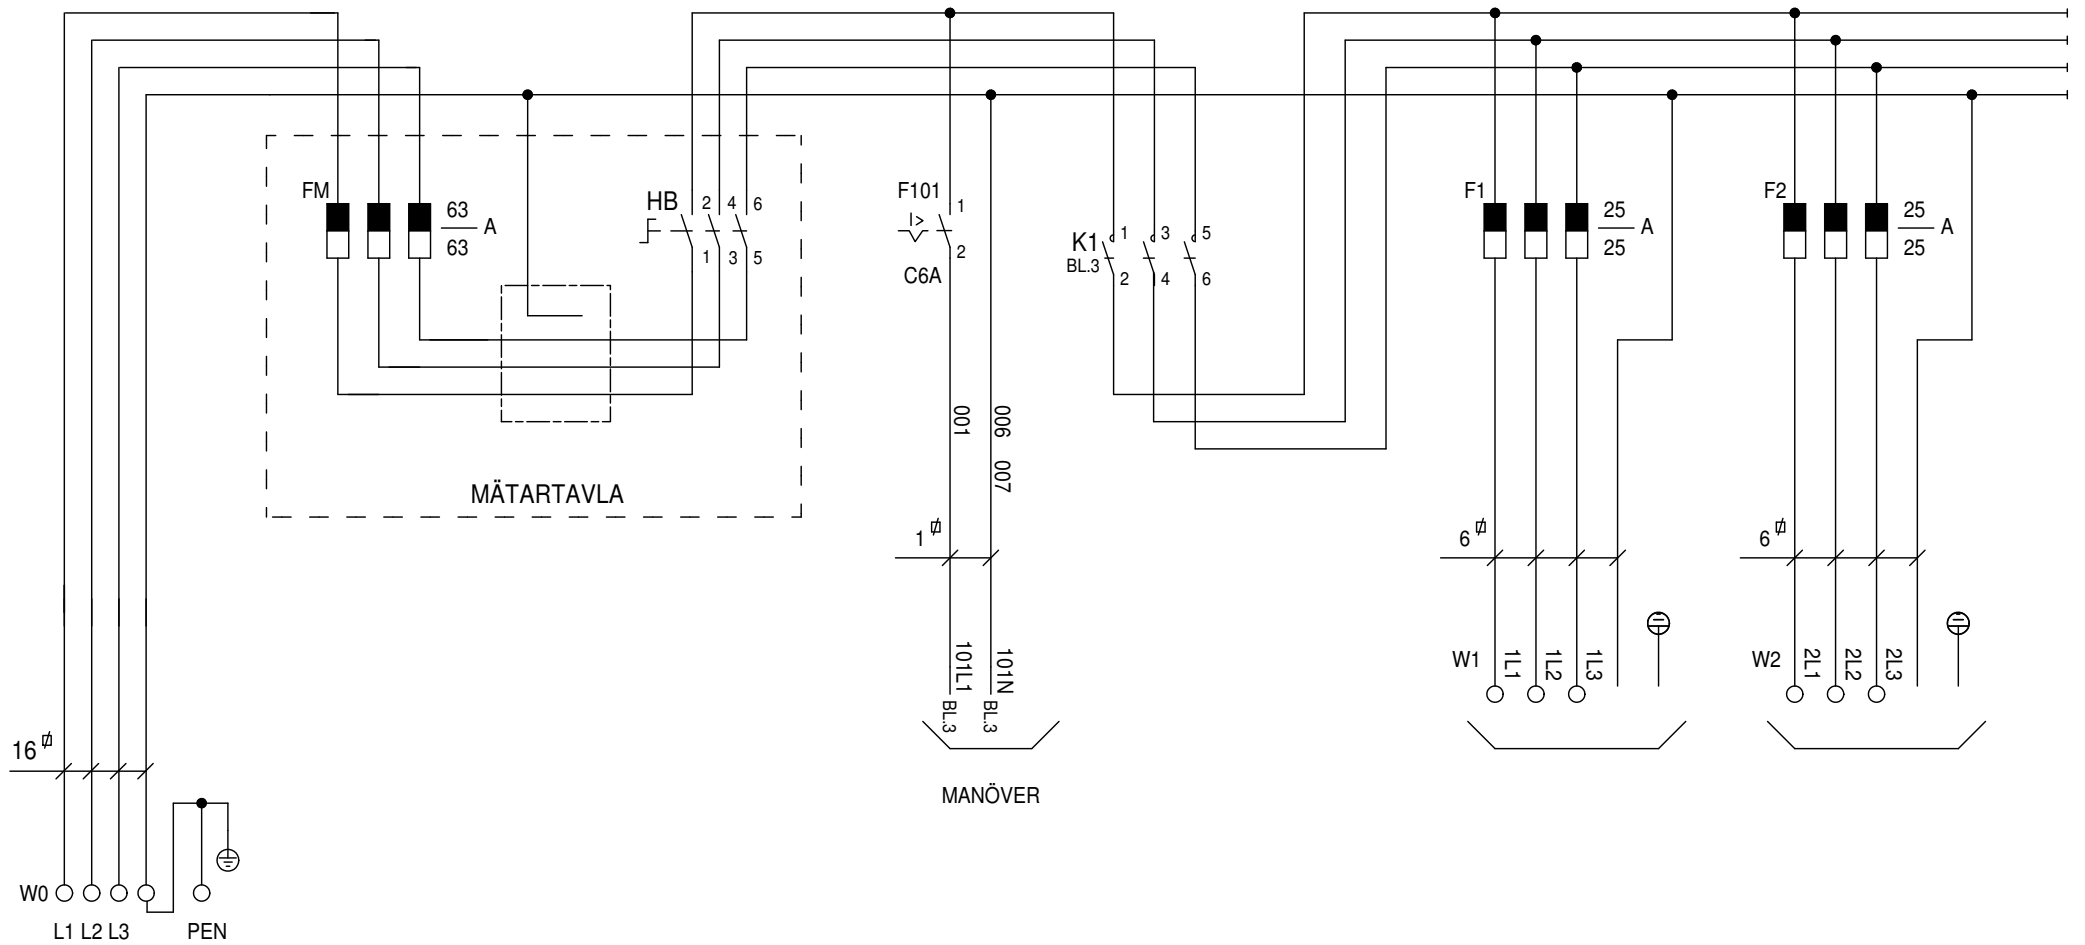 FM
63
63
A
HB
2 4 6
1 3 5
MÄTARTAVLA
F101
I>
1
2
C6A
001
006
007
1
101L1
101N
BL.3
BL.3
MANÖVER
K1
BL.3
1 3 5
2 4 6
F1
25
25
A
6
W1
1L1
1L2
1L3
F2
25
25
A
6
W2
2L1
2L2
2L3
16
W0
L1 L2 L3
PEN